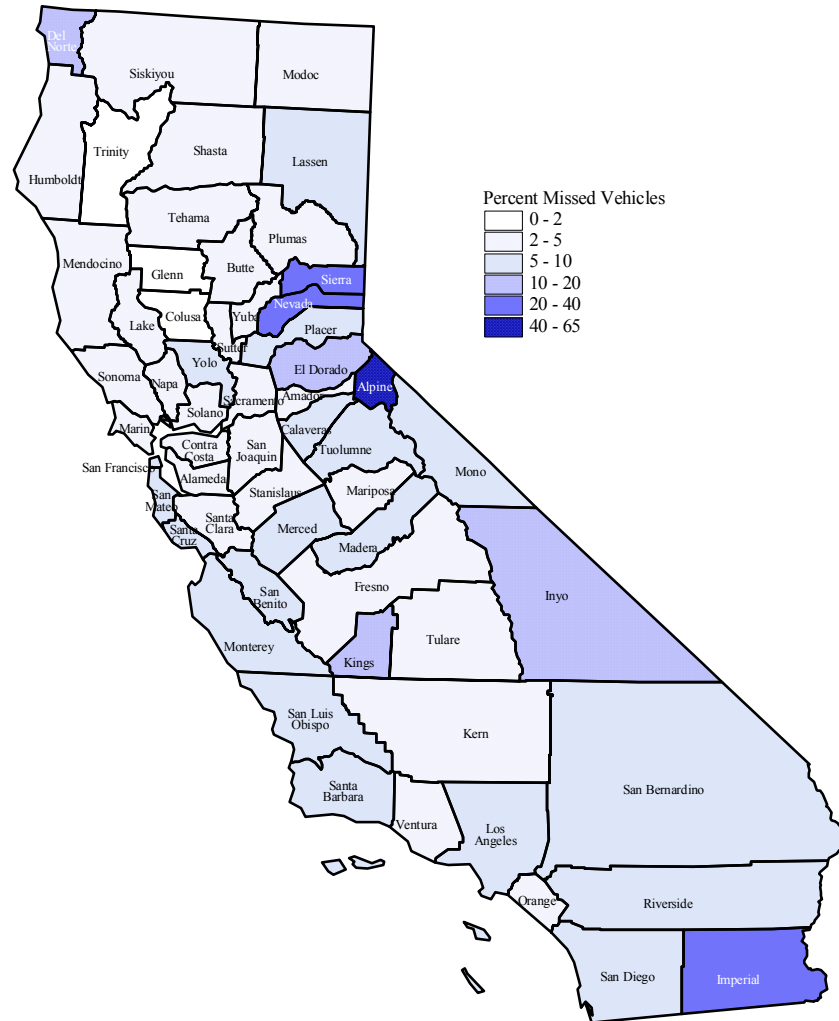 Del
Norte
Siskiyou
Modoc
Trinity
Shasta
Lassen
Humboldt
Tehama
Plumas
Mendocino
Glenn
Butte
Sierra
Nevada
Colusa
Yuba
Lake
Placer
Sutter
Yolo
El Dorado
Sonoma
Napa
Alpine
Sacramento
Amador
Solano
Marin
Calaveras
Contra
Costa
San
Joaquin
Tuolumne
San Francisco
Mono
Alameda
Stanislaus
Mariposa
San
Mateo
Santa
Clara
Merced
Santa
Cruz
Madera
Fresno
San
Benito
Inyo
Monterey
Tulare
Kings
San Luis
Obispo
Kern
Santa
Barbara
San Bernardino
Ventura
Los
Angeles
Orange
Riverside
San Diego
Imperial
Percent Missed Vehicles
0 - 2
2 - 5
5 - 10
10 - 20
20 - 40
40 - 65